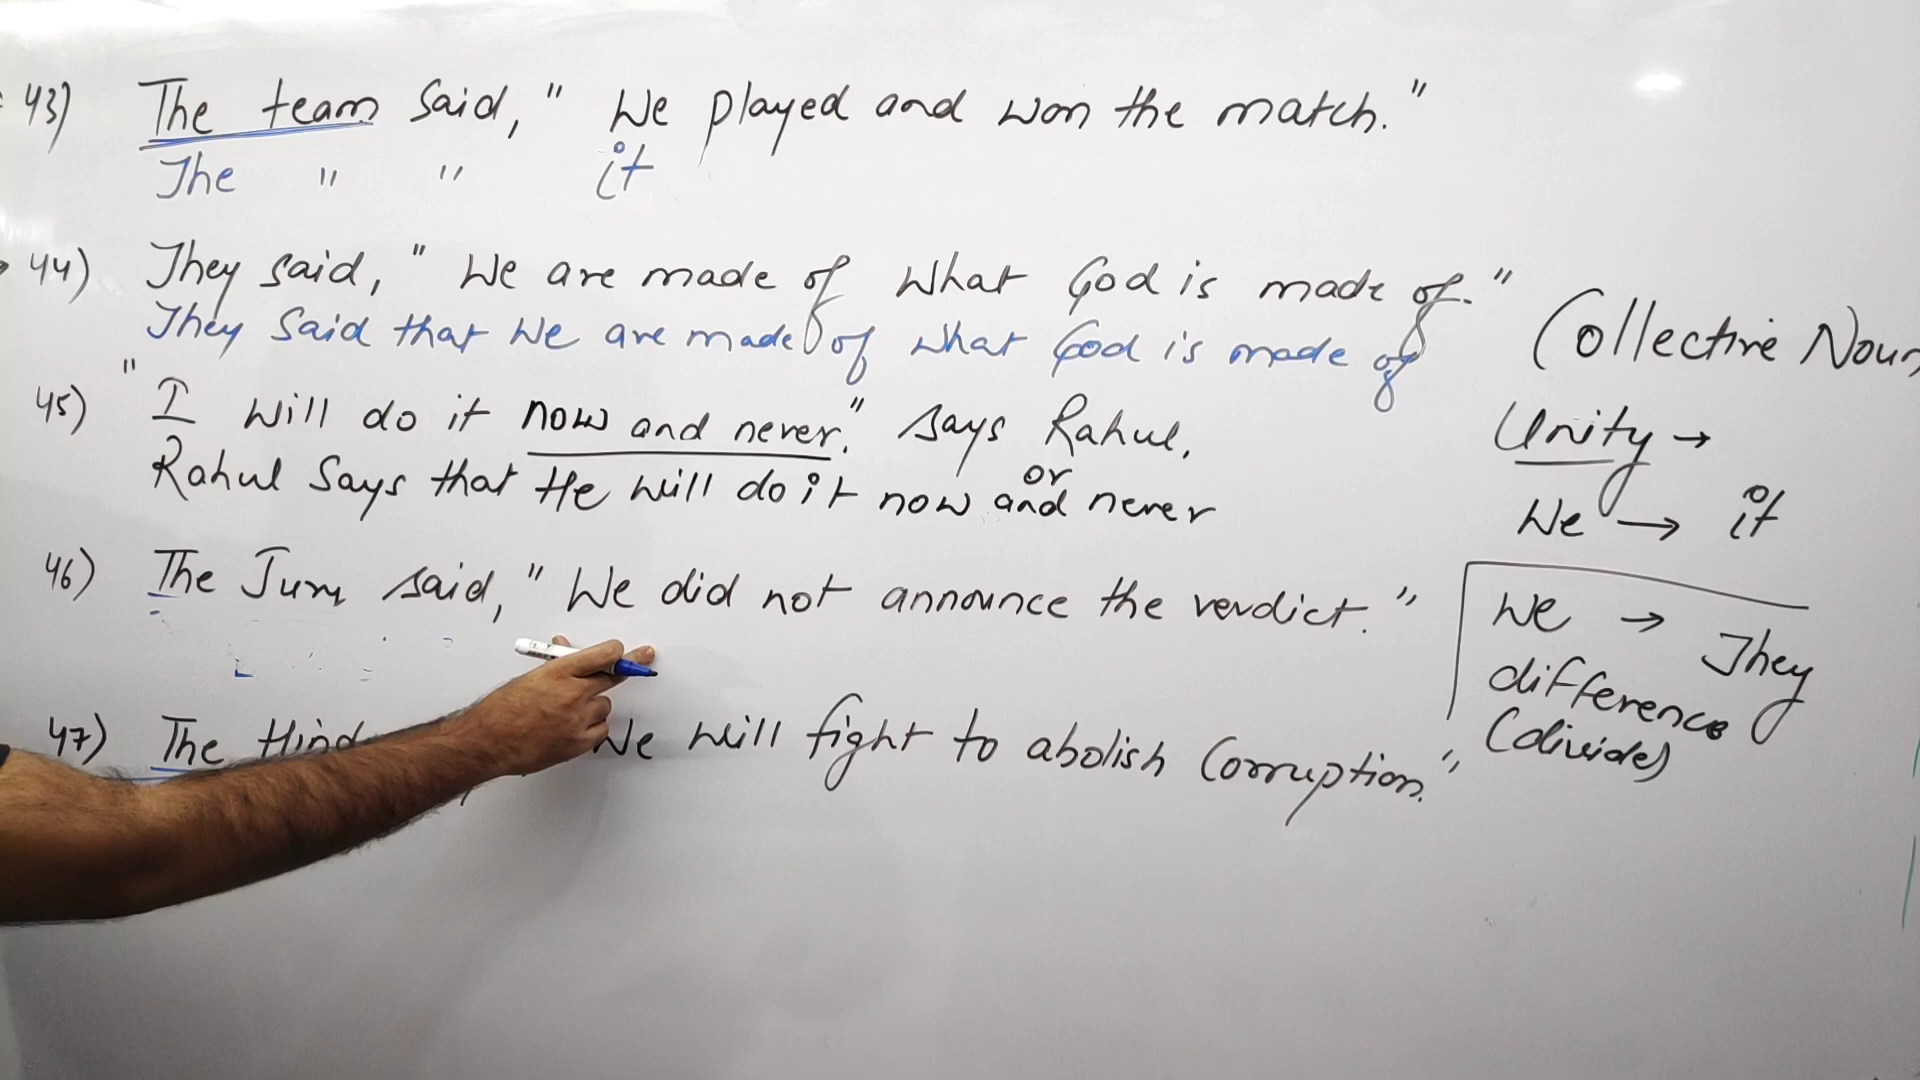 43) The team said, " We played and won the match."
The " " it
44) They said, " We are made of what God is made of."
They said that we are made of what God is made of
45) " I will do it now and never." says Rahul.
Rahul says that He will do it now and never
or
46) The Jury said, " We did not announce the verdict."
47) The We will fight to abolish Corruption."
Collective Noun
Unity →
We → it
We → They
difference
(divide)